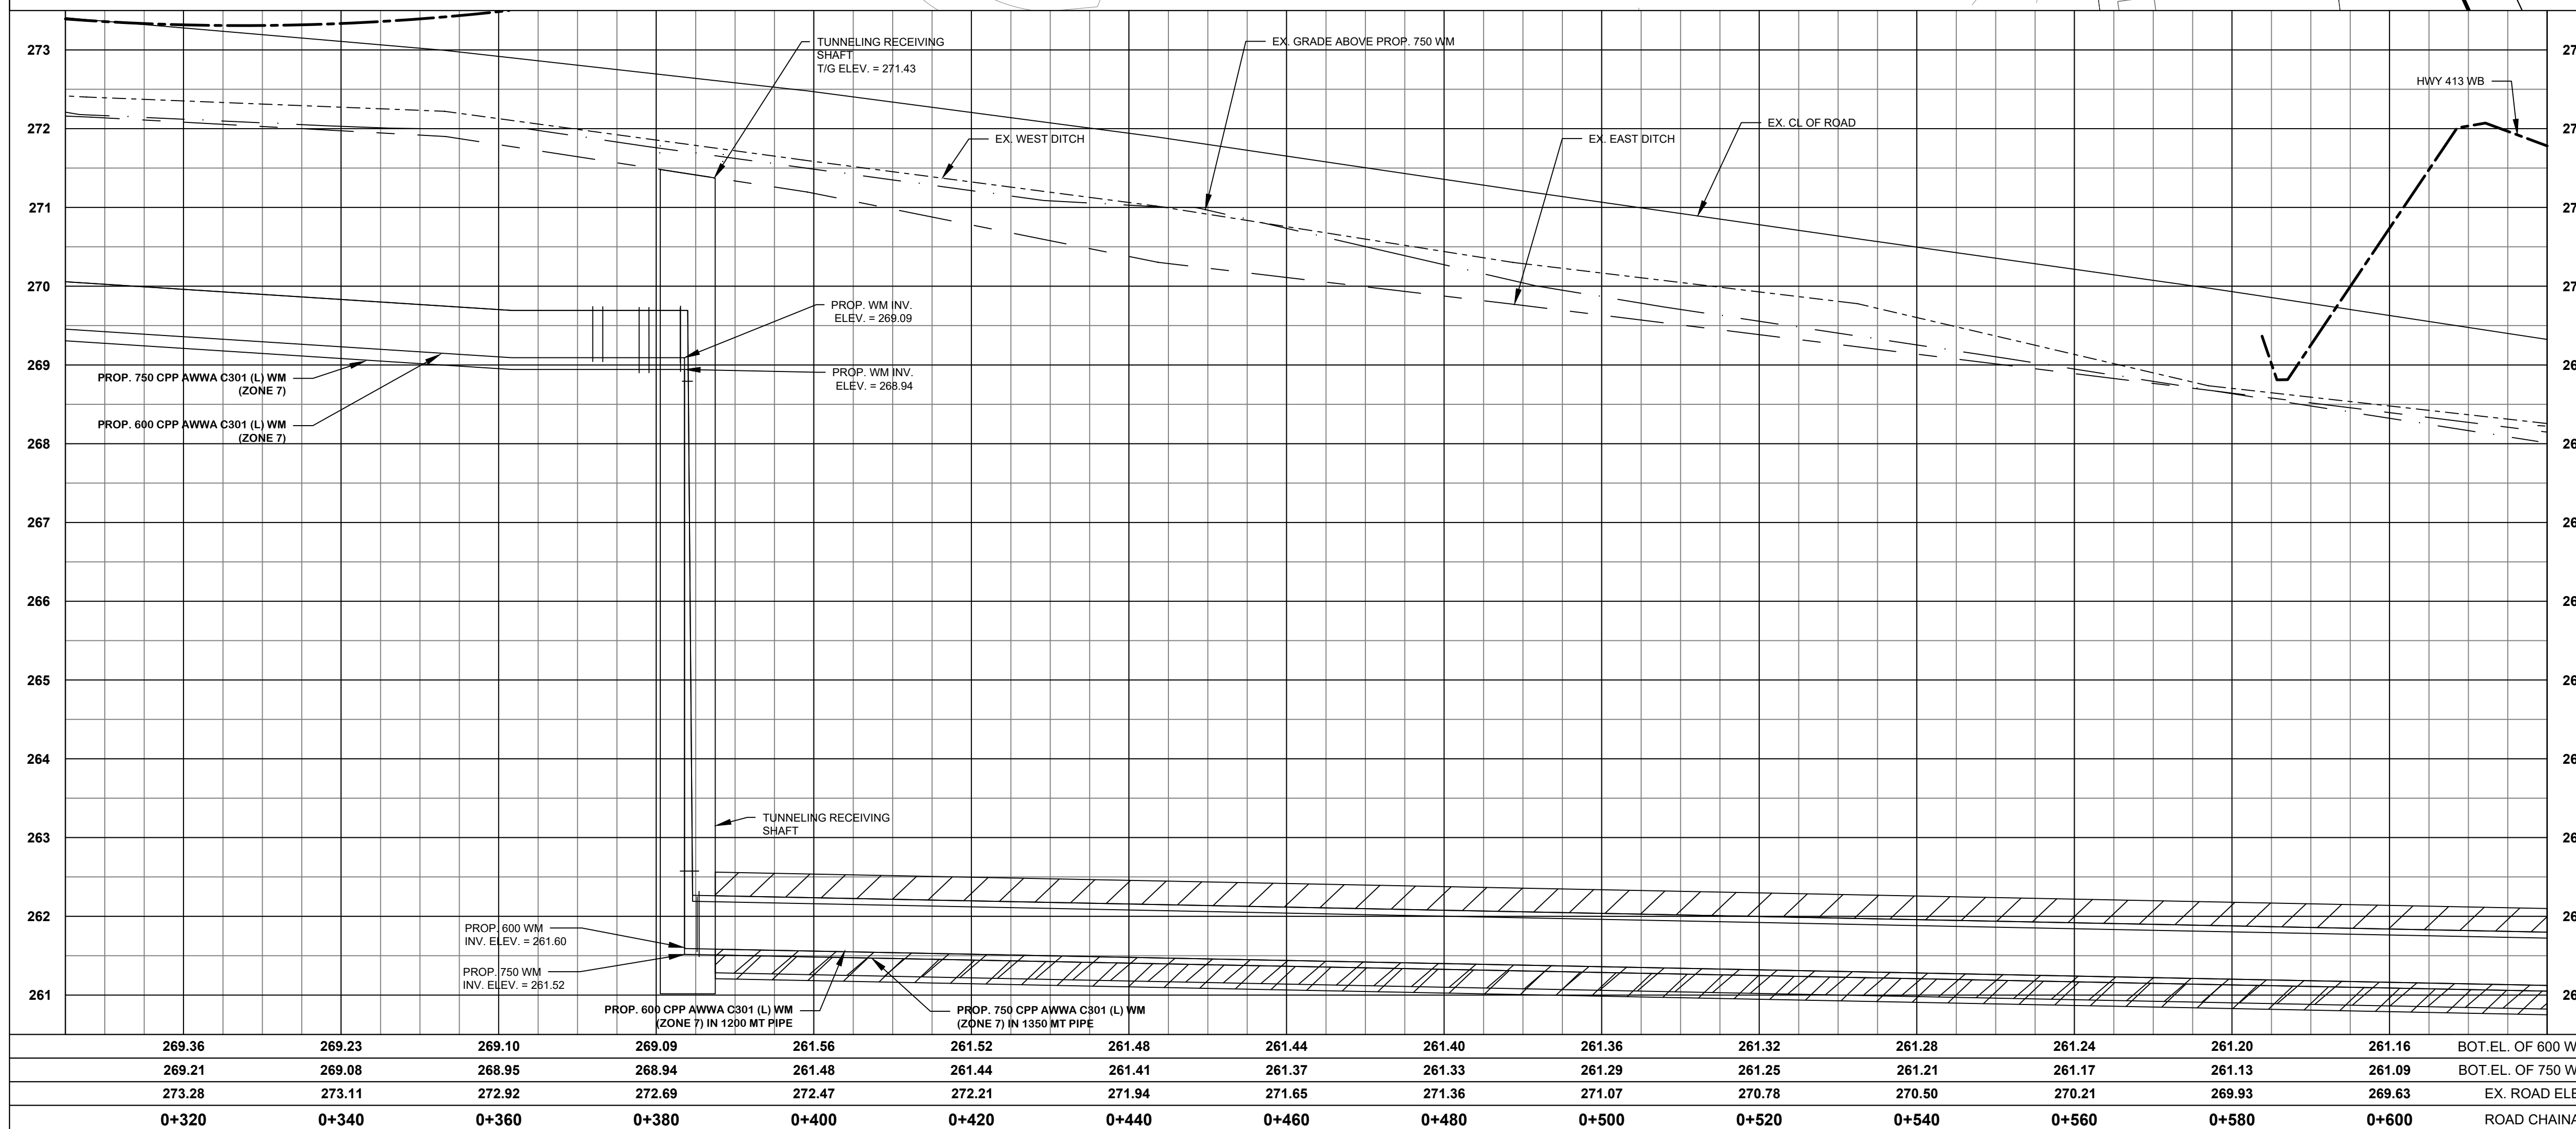 273
272
271
270
269
268
267
266
265
264
263
262
261
TUNNELING RECEIVING
SHAFT
T/G ELEV. = 271.43
EX. GRADE ABOVE PROP. 750 WM
HWY 413 WB
EX. WEST DITCH
EX. EAST DITCH
EX. CL OF ROAD
PROP. WM INV.
ELEV. = 269.09
PROP. WM INV.
ELEV. = 268.94
PROP. 750 CPP AWWA C301 (L) WM
(ZONE 7)
PROP. 600 CPP AWWA C301 (L) WM
(ZONE 7)
TUNNELING RECEIVING
SHAFT
PROP. 600 WM
INV. ELEV. = 261.60
PROP. 750 WM
INV. ELEV. = 261.52
PROP. 600 CPP AWWA C301 (L) WM
(ZONE 7) IN 1200 MT PIPE
PROP. 750 CPP AWWA C301 (L) WM
(ZONE 7) IN 1350 MT PIPE
269.36 269.23 269.10 269.09 261.56 261.52 261.48 261.44 261.40 261.36 261.32 261.28 261.24 261.20 261.16 BOT.EL. OF 600
269.21 269.08 268.95 268.94 261.48 261.44 261.41 261.37 261.33 261.29 261.25 261.21 261.17 261.13 261.09 BOT.EL. OF 750
273.28 273.11 272.92 272.69 272.47 272.21 271.94 271.65 271.36 271.07 270.78 270.50 270.21 269.93 269.63 EX. ROAD
0+320 0+340 0+360 0+380 0+400 0+420 0+440 0+460 0+480 0+500 0+520 0+540 0+560 0+580 0+600 ROAD